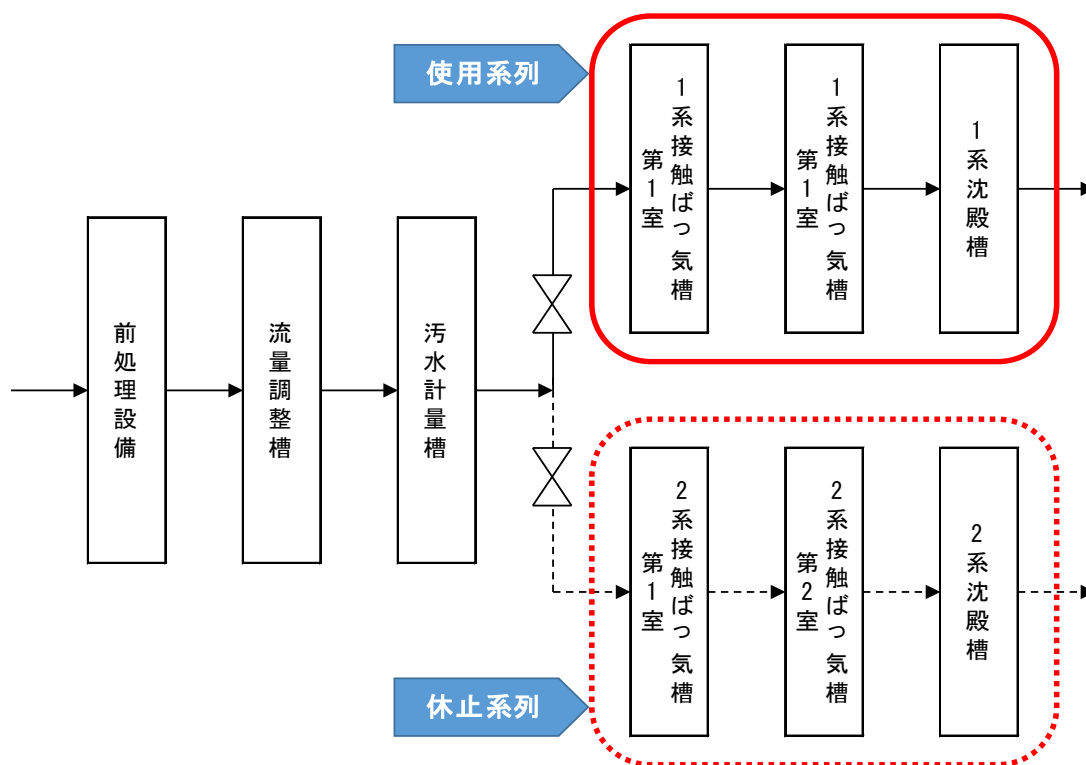 使用系列
1系接触ばっ気槽
第1室
1系接触ばっ気槽
第1室
1系沈殿槽
前処理設備
流量調整槽
汚水計量槽
2系接触ばっ気槽
第1室
2系接触ばっ気槽
第2室
2系沈殿槽
休止系列